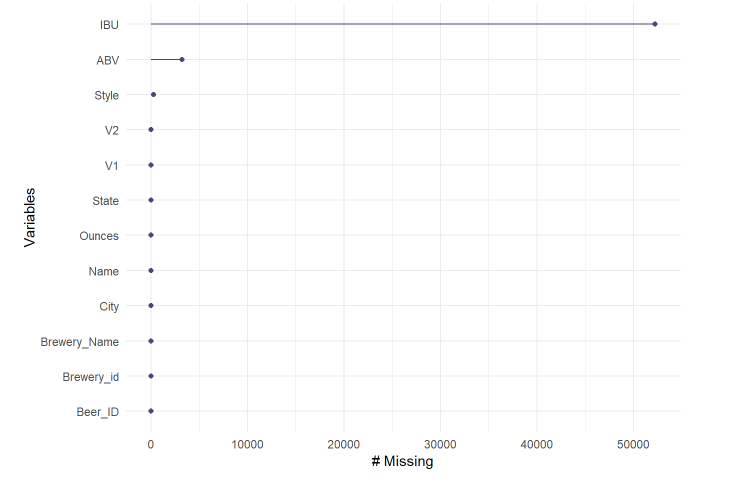 IBU
ABV
Style
V2
V1
State
Ounces
Name
City
Brewery_Name
Brewery_id
Beer_ID
Variables
0 10000 20000 30000 40000 50000
# Missing